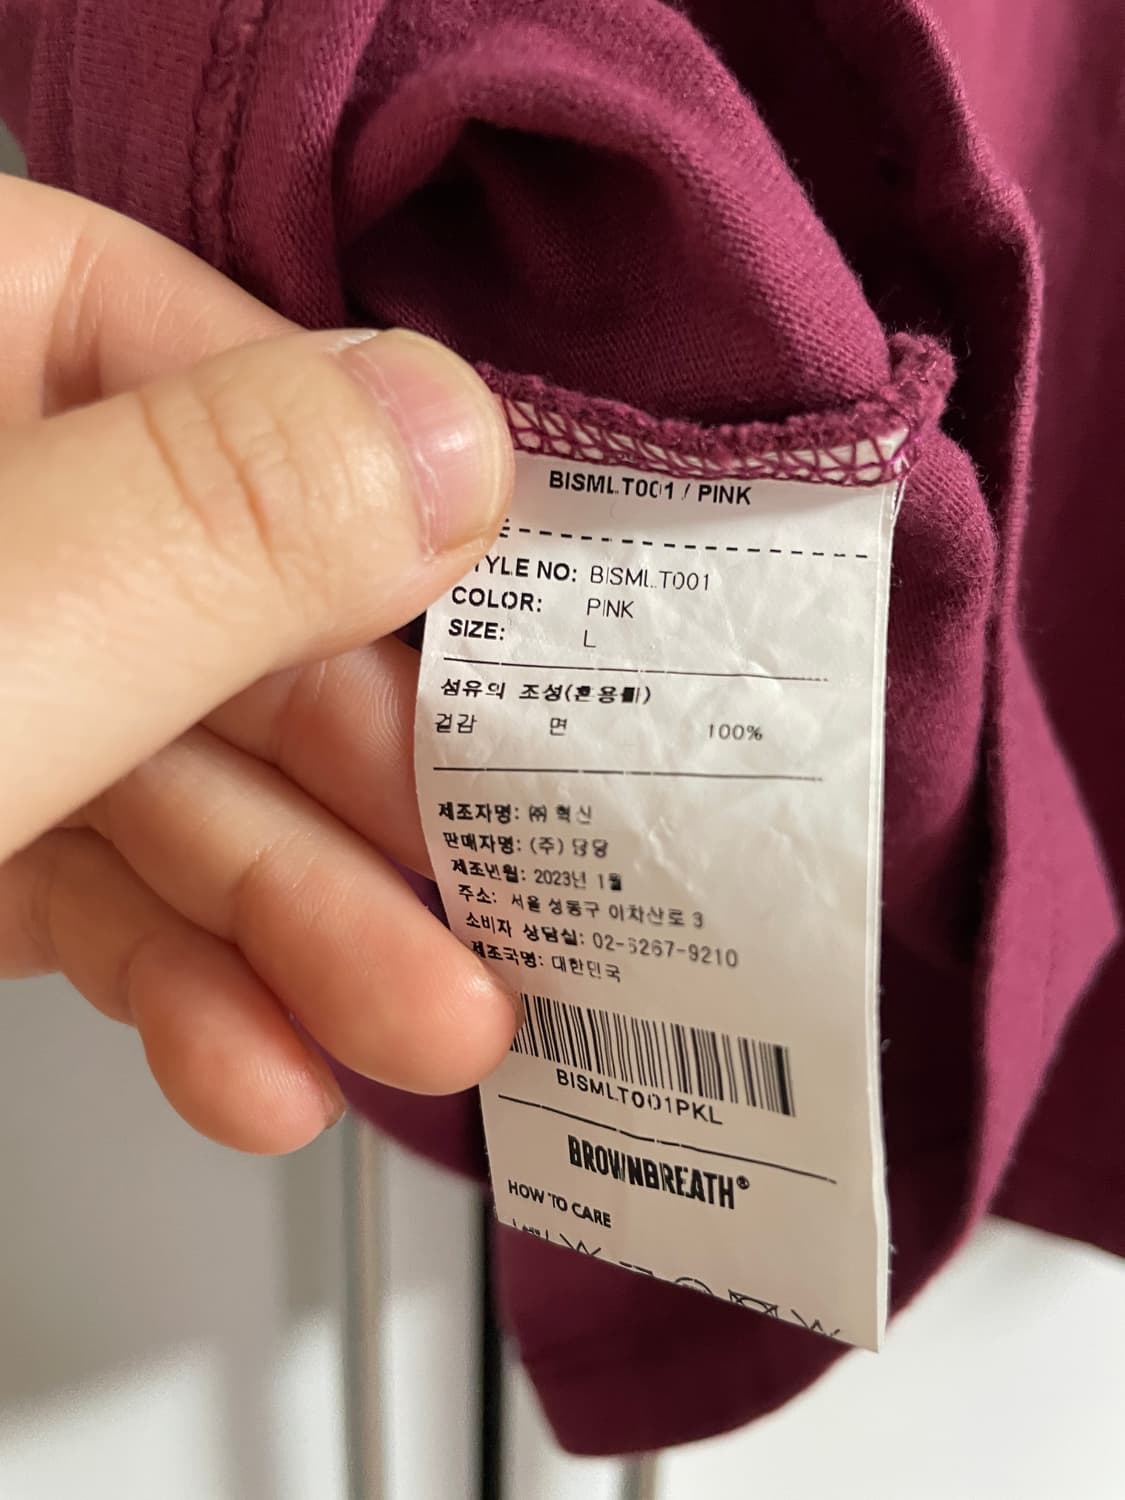 BISMLT001 / PINK
STYLE NO: BISMLT001
COLOR: PINK
SIZE: L
섬유의 조성(혼용률)
겉감 면 100%
제조자명: ㈜ 혁신
판매자명: (주)
제조년월: 2023년 1월
주소: 서울 성동구 아차산로 3
소비자 상담실: 02-6267-9210
제조국명: 대한민국
BISMLT001PKL
BROWNBREATH®
HOW TO CARE